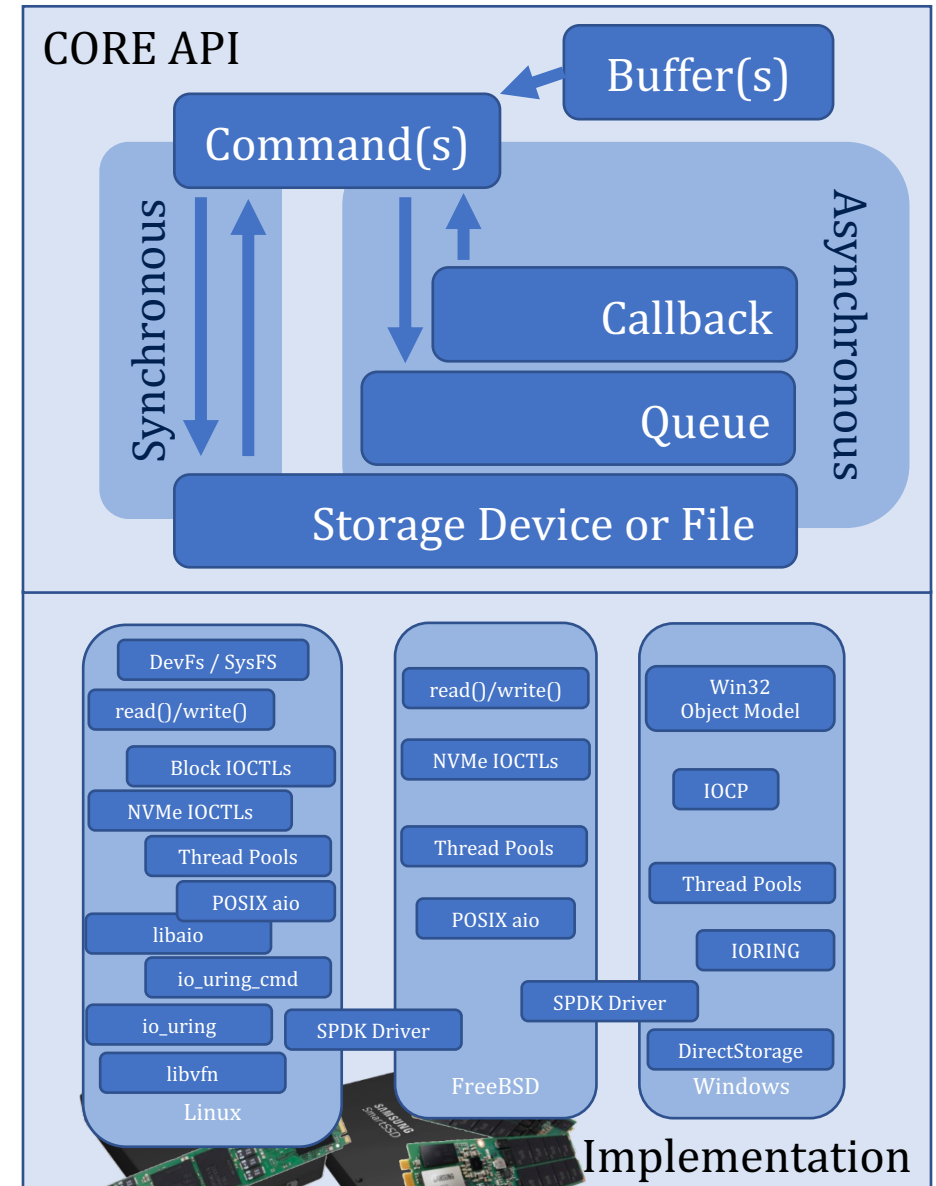 CORE API
Buffer(s)
Command(s)
Synchronous
Asynchronous
Callback
Queue
Storage Device or File
DevFs / SysFS
read()/write()
Block IOCTLs
NVMe IOCTLs
Thread Pools
POSIX aio
libaio
io_uring_cmd
io_uring
SPDK Driver
libvfn
Linux
read()/write()
NVMe IOCTLs
Thread Pools
POSIX aio
SPDK Driver
FreeBSD
Win32
Object Model
IOCP
Thread Pools
IORING
DirectStorage
Windows
SAMSUNG
SmartSSD
Implementation